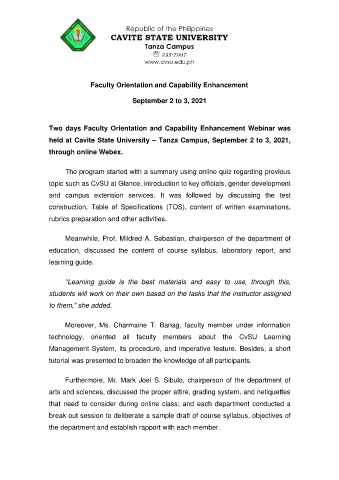 Republic of the Philippines
CAVITE STATE UNIVERSITY
Tanza Campus
☏ 235-7967
www.cvsu.edu.ph
Faculty Orientation and Capability Enhancement
September 2 to 3, 2021
Two days Faculty Orientation and Capability Enhancement Webinar was
held at Cavite State University – Tanza Campus, September 2 to 3, 2021,
through online Webex.
The program started with a summary using online quiz regarding previous
topic such as CvSU at Glance, introduction to key officials, gender development
and campus extension services. It was followed by discussing the test
construction, Table of Specifications (TOS), content of written examinations,
rubrics preparation and other activities.
Meanwhile, Prof. Mildred A. Sebastian, chairperson of the department of
education, discussed the content of course syllabus, laboratory report, and
learning guide.
"Learning guide is the best materials and easy to use, through this,
students will work on their own based on the tasks that the instructor assigned
to them," she added.
Moreover, Ms. Charmaine T. Banag, faculty member under information
technology, oriented all faculty members about the CvSU Learning
Management System, its procedure, and imperative feature. Besides, a short
tutorial was presented to broaden the knowledge of all participants.
Furthermore, Mr. Mark Joel S. Sibulo, chairperson of the department of
arts and sciences, discussed the proper attire, grading system, and netiquettes
that need to consider during online class; and each department conducted a
break out session to deliberate a sample draft of course syllabus, objectives of
the department and establish rapport with each member.